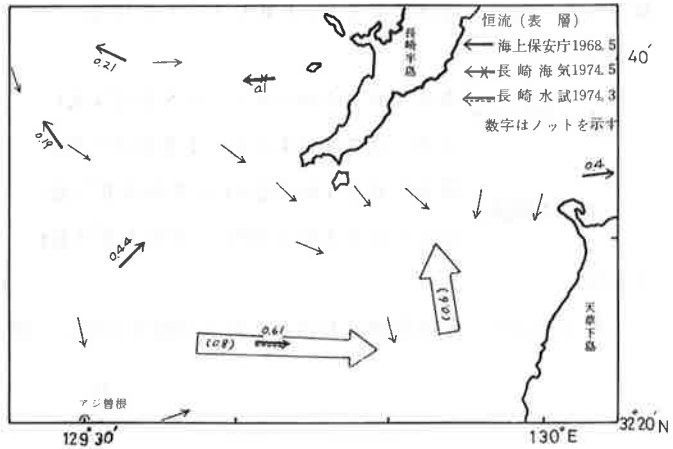 恒流(表層)
海上保安庁1968.5
長崎海気1974.5
長崎水試1974.3
数字はノットを示す
長崎半島
40'
0.21
0.1
0.19
0.4
0.44
(0.6)
(0.8)
0.61
天草下島
アジ曽根
129°30'
130°E
32°20'N